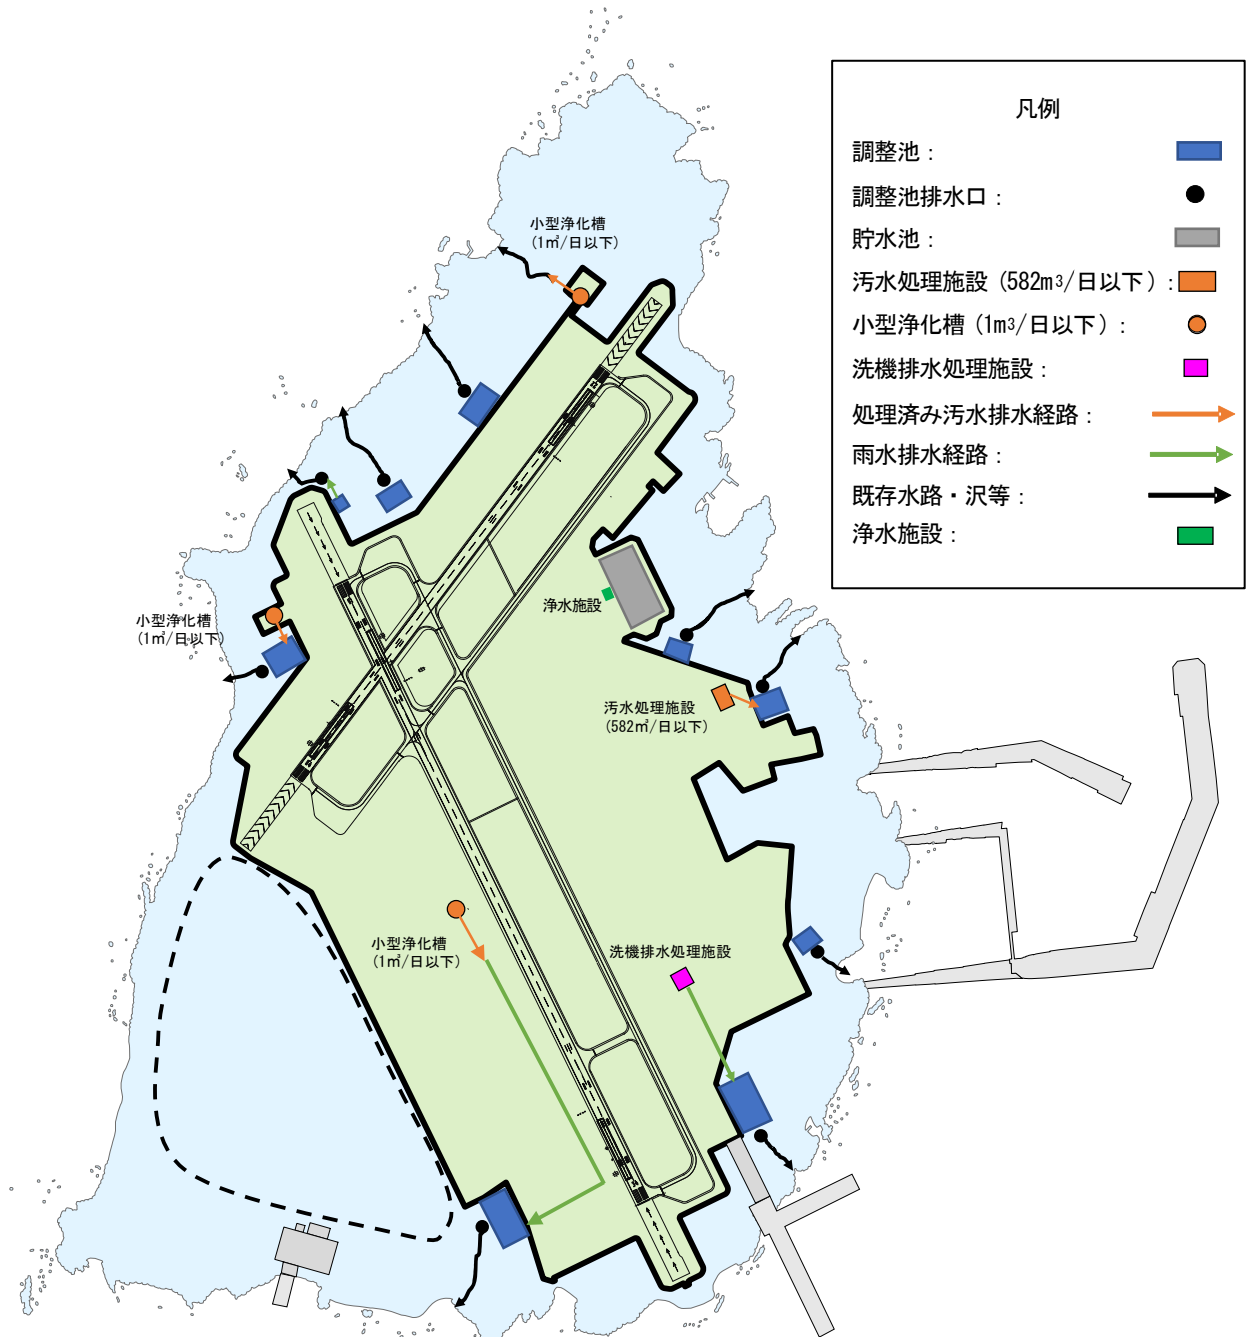 凡例
調整池：
調整池排水口：
貯水池：
汚水処理施設（582m³/日以下）：
小型浄化槽（1m³/日以下）：
洗機排水処理施設：
処理済み汚水排水経路：
雨水排水経路：
既存水路・沢等：
浄水施設：
小型浄化槽
(1㎥/日以下)
浄水施設
小型浄化槽
(1㎥/日以下)
汚水処理施設
(582㎥/日以下)
小型浄化槽
(1㎥/日以下)
洗機排水処理施設